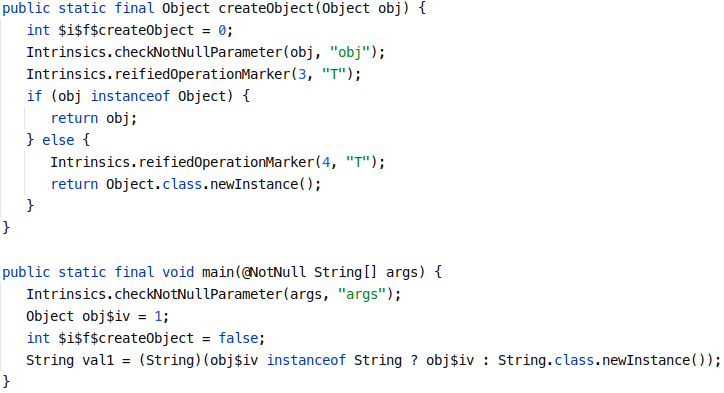 public static final Object createObject(Object obj) {
int $i$f$createObject = 0;
Intrinsics.checkNotNullParameter(obj, "obj");
Intrinsics.reifiedOperationMarker(3, "T");
if (obj instanceof Object) {
return obj;
} else {
Intrinsics.reifiedOperationMarker(4, "T");
return Object.class.newInstance();
}
}
public static final void main(@NotNull String[] args) {
Intrinsics.checkNotNullParameter(args, "args");
Object obj$iv = 1;
int $i$f$createObject = false;
String val1 = (String)(obj$iv instanceof String ? obj$iv : String.class.newInstance());
}